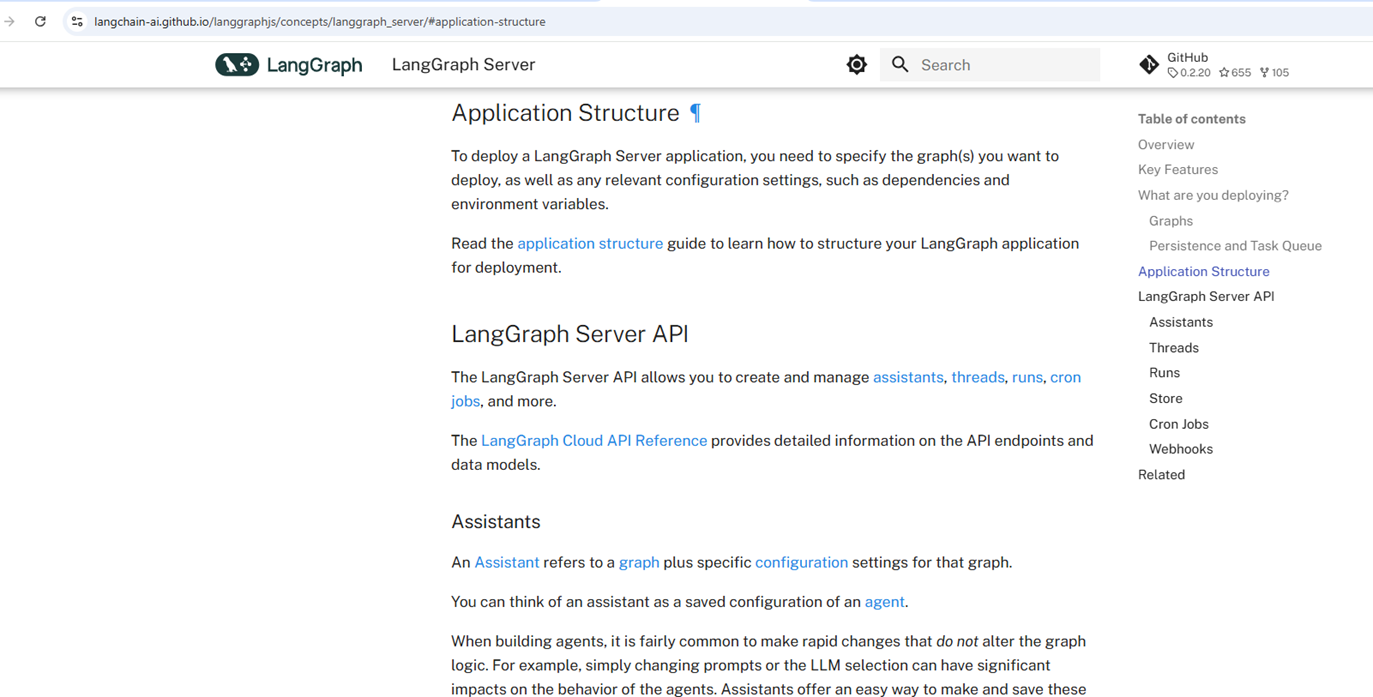 langchain-ai.github.io/langgraphjs/concepts/langgraph_server/#application-structure
LangGraph
LangGraph Server
Search
GitHub
0.2.20 655 105
Application Structure ¶
To deploy a LangGraph Server application, you need to specify the graph(s) you want to
deploy, as well as any relevant configuration settings, such as dependencies and
environment variables.
Read the application structure guide to learn how to structure your LangGraph application
for deployment.
LangGraph Server API
The LangGraph Server API allows you to create and manage assistants, threads, runs, cron
jobs, and more.
The LangGraph Cloud API Reference provides detailed information on the API endpoints and
data models.
Assistants
An Assistant refers to a graph plus specific configuration settings for that graph.
You can think of an assistant as a saved configuration of an agent.
When building agents, it is fairly common to make rapid changes that do not alter the graph
logic. For example, simply changing prompts or the LLM selection can have significant
impacts on the behavior of the agents. Assistants offer an easy way to make and save these
Table of contents
Overview
Key Features
What are you deploying?
Graphs
Persistence and Task Queue
Application Structure
LangGraph Server API
Assistants
Threads
Runs
Store
Cron Jobs
Webhooks
Related